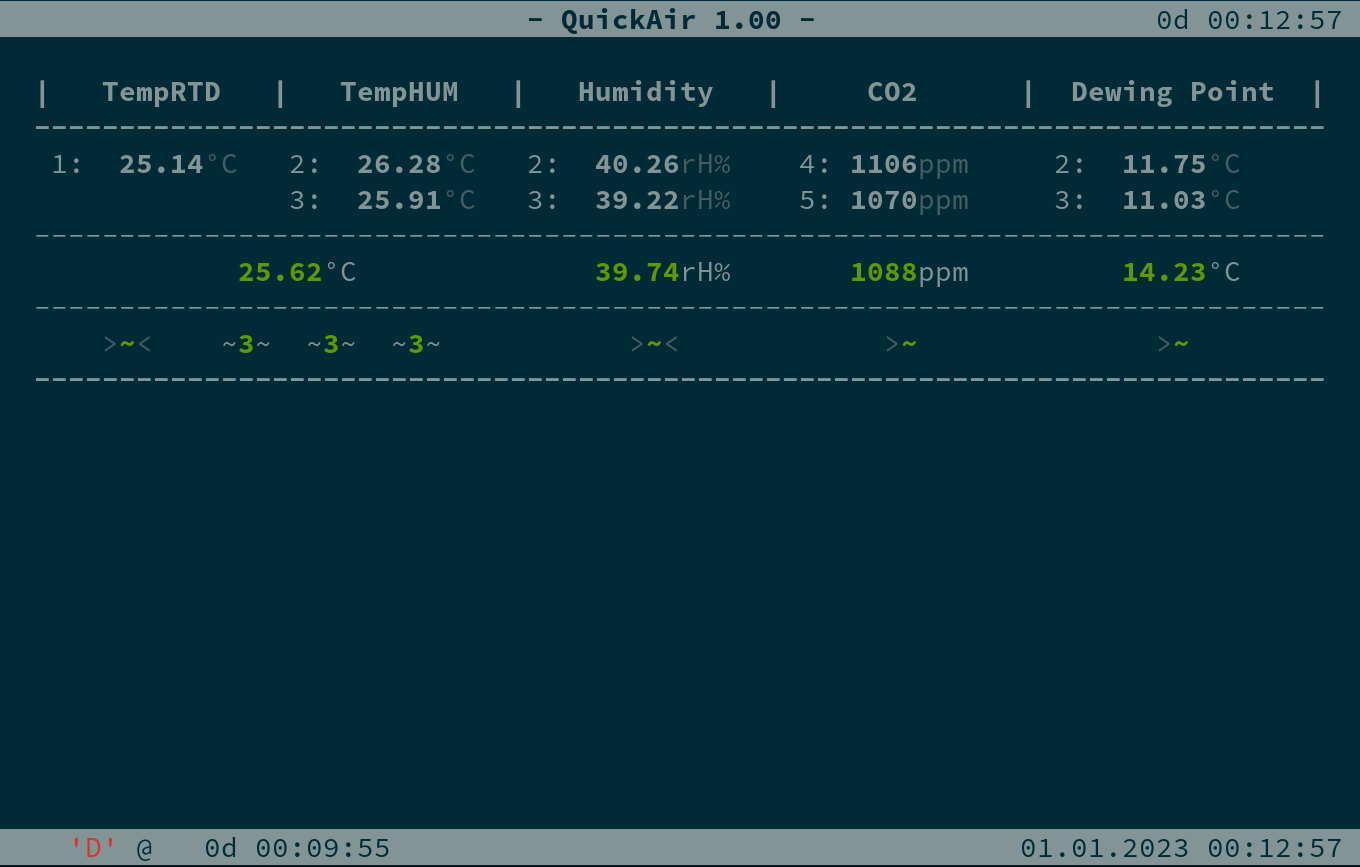 - QuickAir 1.00 - 0d 00:12:57
| TempRTD | TempHUM | Humidity | CO2 | Dewing Point |
--------------------------------------------------------------------------------
1: 25.14°C 2: 26.28°C 2: 40.26rH% 4: 1106ppm 2: 11.75°C
3: 25.91°C 3: 39.22rH% 5: 1070ppm 3: 11.03°C
--------------------------------------------------------------------------------
25.62°C 39.74rH% 1088ppm 14.23°C
--------------------------------------------------------------------------------
>~< ~3~ ~3~ ~3~ >~< >~ >~
--------------------------------------------------------------------------------
'D' @ 0d 00:09:55 01.01.2023 00:12:57